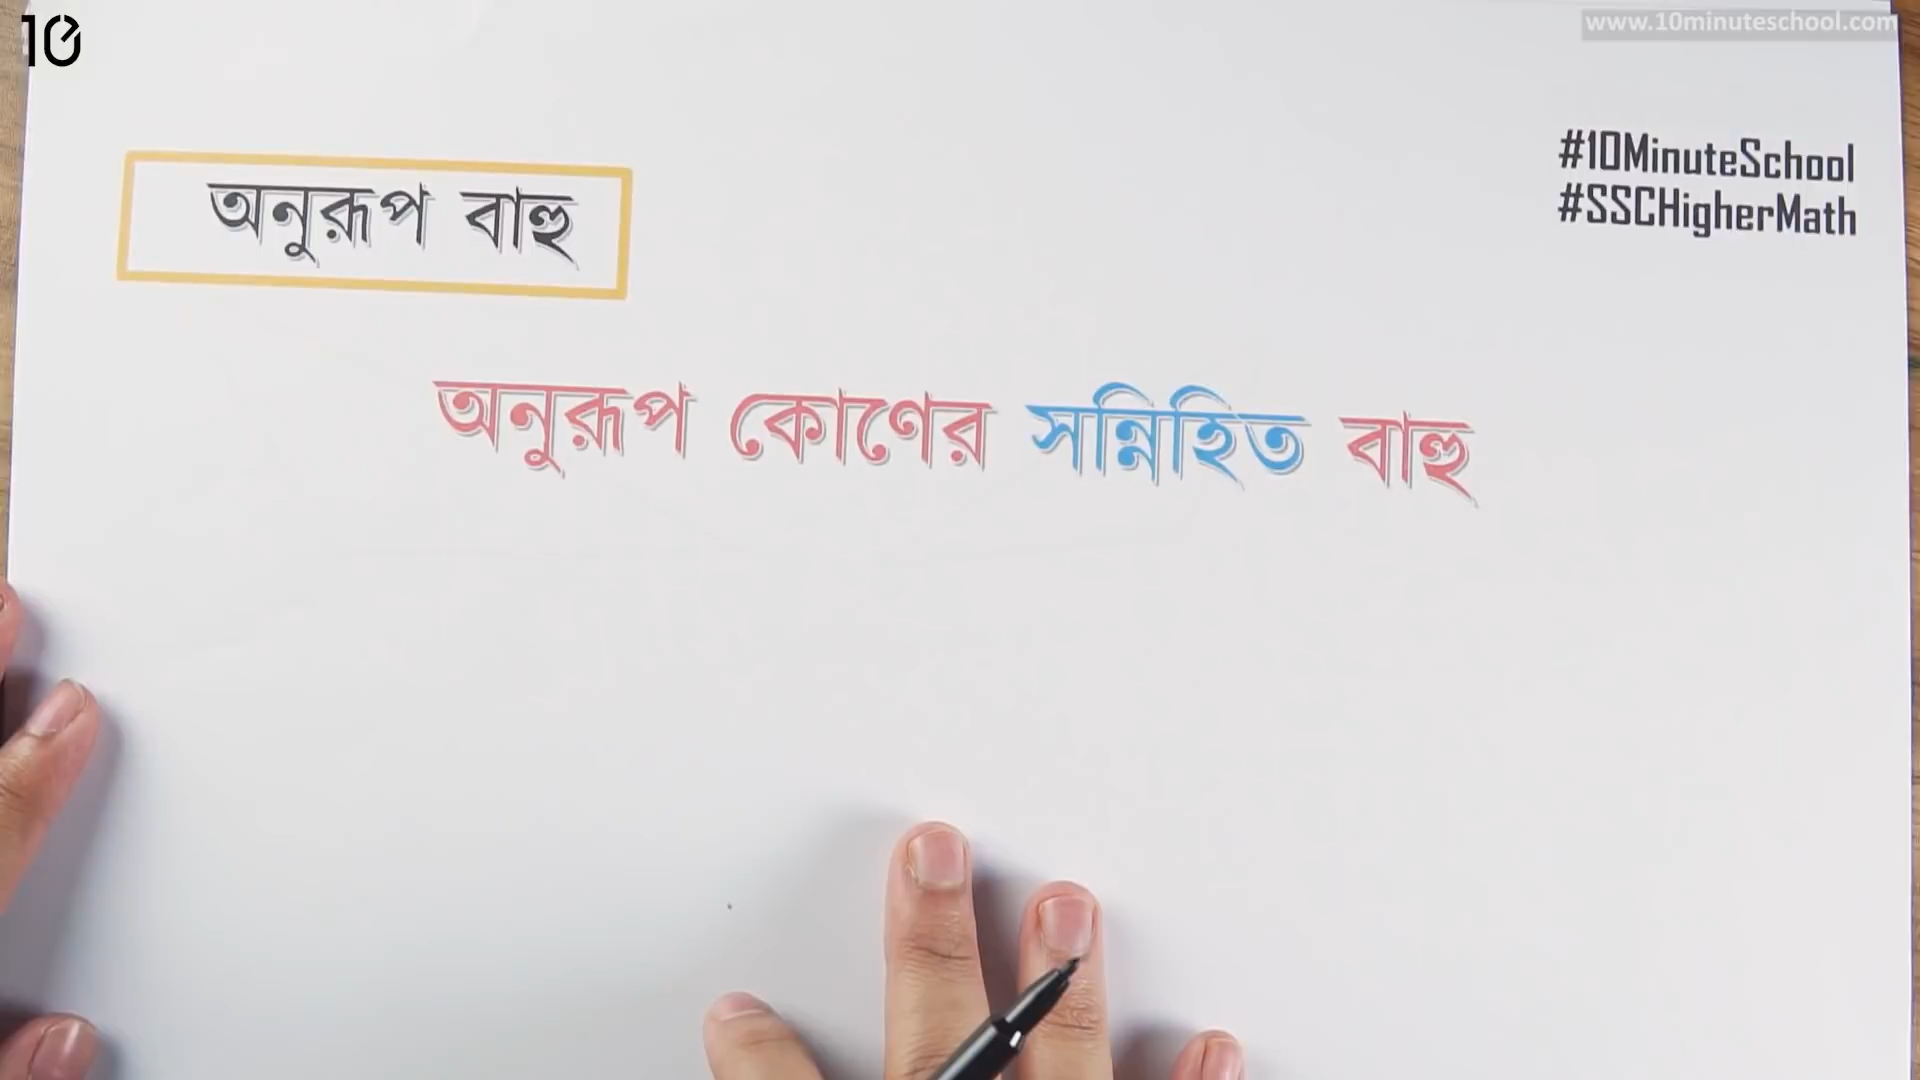 10
www.10minuteschool.com
#10MinuteSchool
#SSCHigherMath
অনুরূপ বাহু
অনুরূপ কোণের সন্নিহিত বাহু